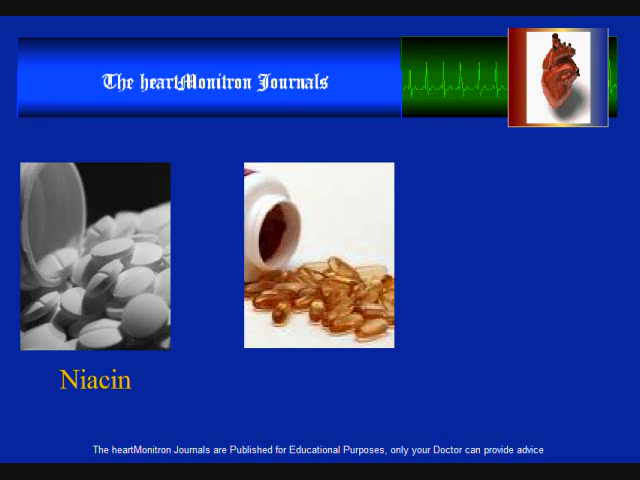 The heartMonitron Journals
Niacin
The heartMonitron Journals are Published for Educational Purposes, only your Doctor can provide advice